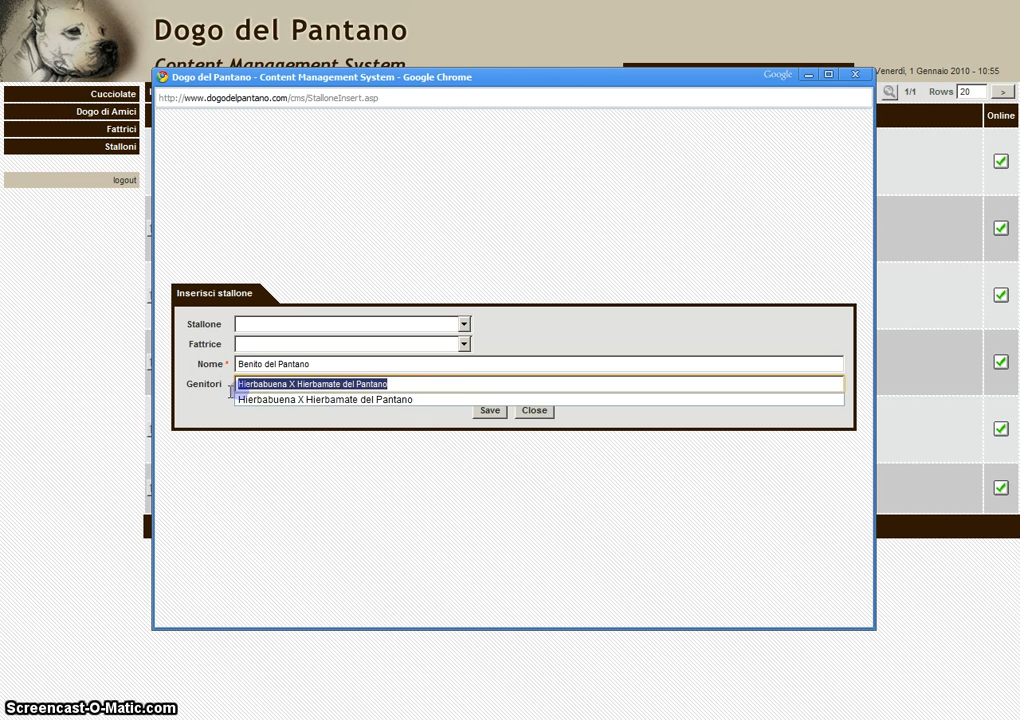 Dogo del Pantano
Content Management System
Venerdì, 1 Gennaio 2010 - 10:55
Cucciolate
Dogo di Amici
Fattrici
Stalloni
logout
1/1 Rows 20 >
Online
Dogo del Pantano - Content Management System - Google Chrome
Google
http://www.dogodelpantano.com/cms/StalloneInsert.asp
Inserisci stallone
Stallone
Fattrice
Nome * Benito del Pantano
Genitori Hierbabuena X Hierbamate del Pantano
Hierbabuena X Hierbamate del Pantano
Save Close
Screencast-O-Matic.com